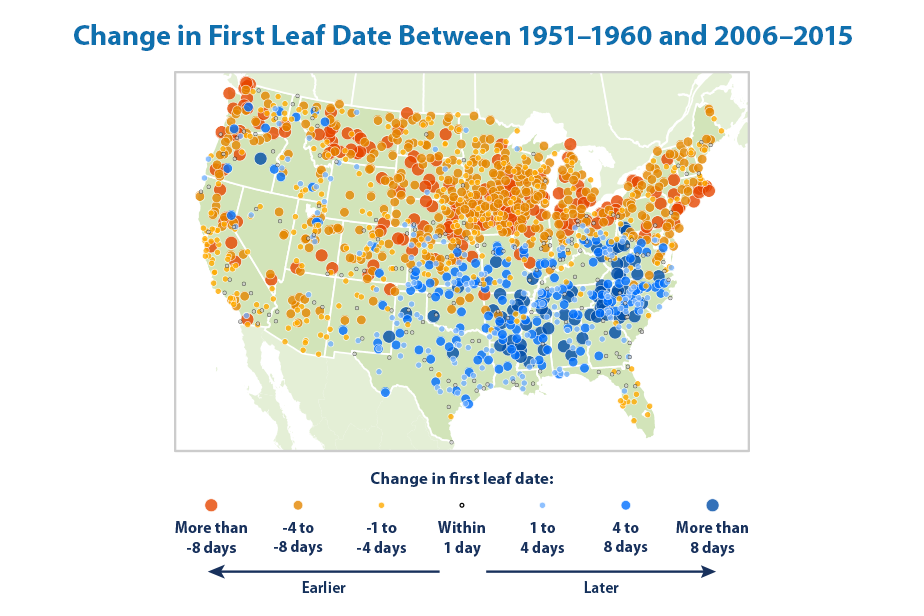 Change in First Leaf Date Between 1951–1960 and 2006–2015
Change in first leaf date:
More than
-8 days
-4 to
-8 days
-1 to
-4 days
Within
1 day
1 to
4 days
4 to
8 days
More than
8 days
Earlier
Later